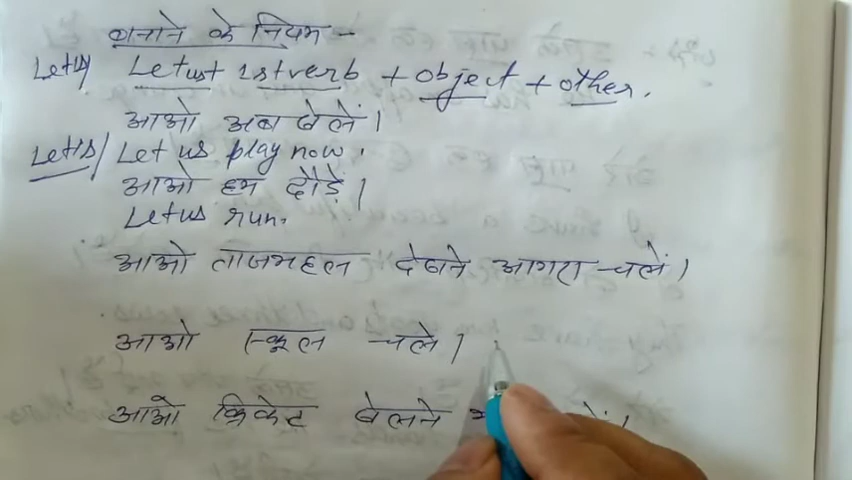 बनाने के नियम -
Let's/ Let us + 1st verb + object + other.
आओ अब खेलें।
Let's/ Let us play now.
आओ हम दौड़ें।
Let us run.
आओ ताजमहल देखने आगरा चलें।
आओ स्कूल चले।
आओ क्रिकेट खेलने